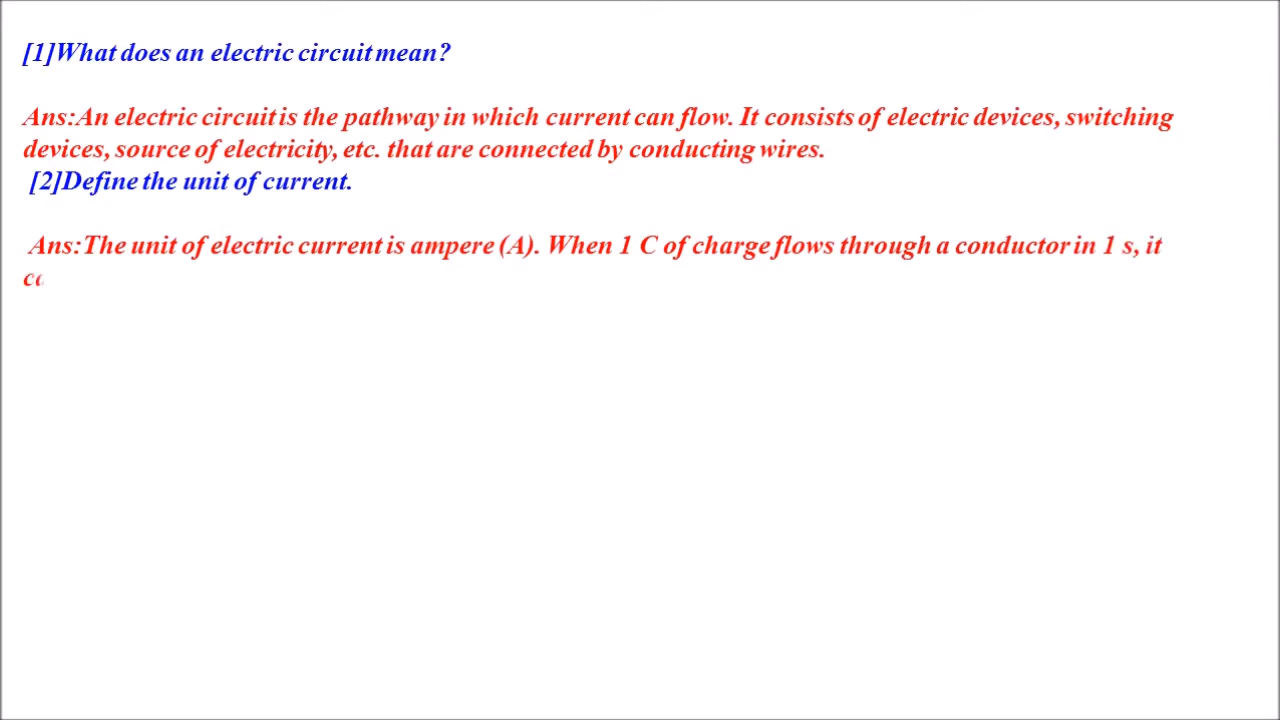 [1]What does an electric circuit mean?
Ans:An electric circuit is the pathway in which current can flow. It consists of electric devices, switching
devices, source of electricity, etc. that are connected by conducting wires.
[2]Define the unit of current.
Ans:The unit of electric current is ampere (A). When 1 C of charge flows through a conductor in 1 s, it